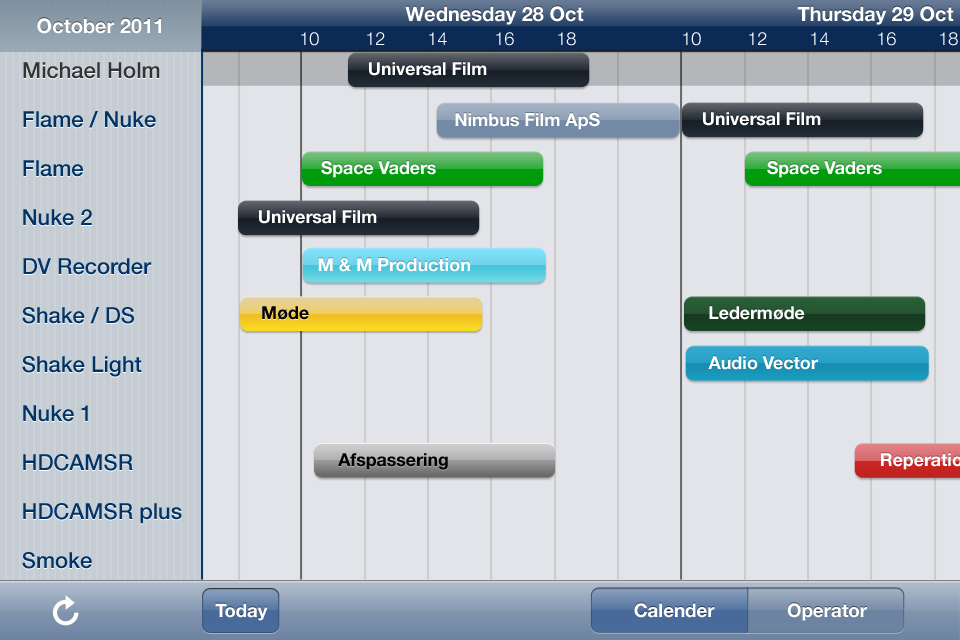 October 2011
Wednesday 28 Oct Thursday 29 Oct
10 12 14 16 18 10 12 14 16 18
Michael Holm Universal Film
Flame / Nuke Nimbus Film ApS Universal Film
Flame Space Vaders Space Vaders
Nuke 2 Universal Film
DV Recorder M & M Production
Shake / DS Møde Ledermøde
Shake Light Audio Vector
Nuke 1
HDCAMSR Afspassering Reperatio
HDCAMSR plus
Smoke
Today Calender Operator